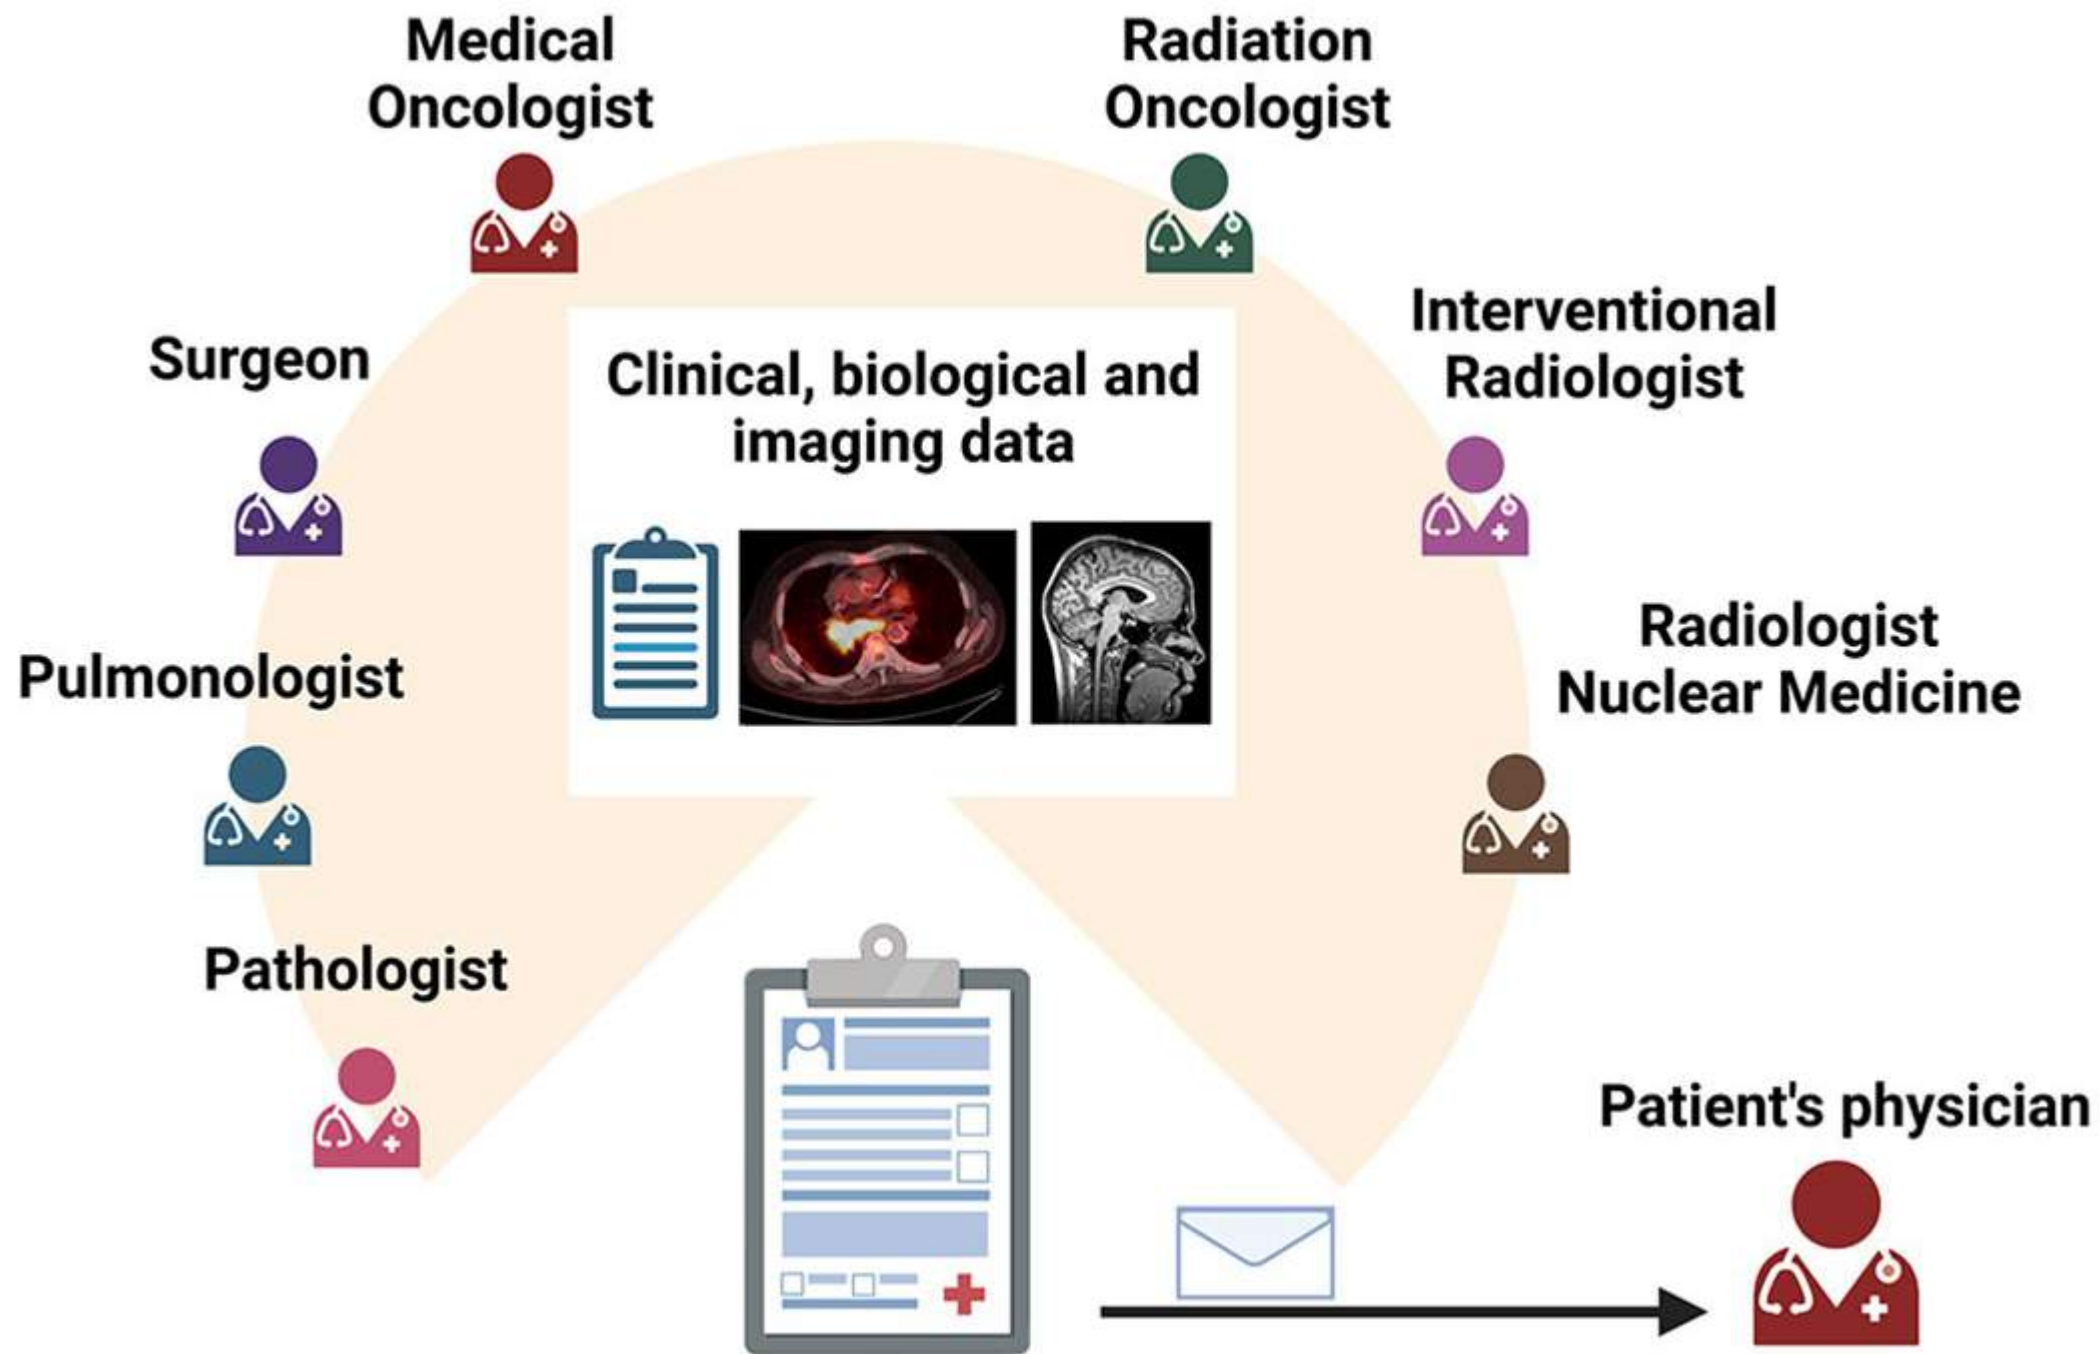 Medical
Oncologist
Radiation
Oncologist
Interventional
Radiologist
Surgeon
Clinical, biological and
imaging data
Radiologist
Nuclear Medicine
Pulmonologist
Pathologist
Patient's physician